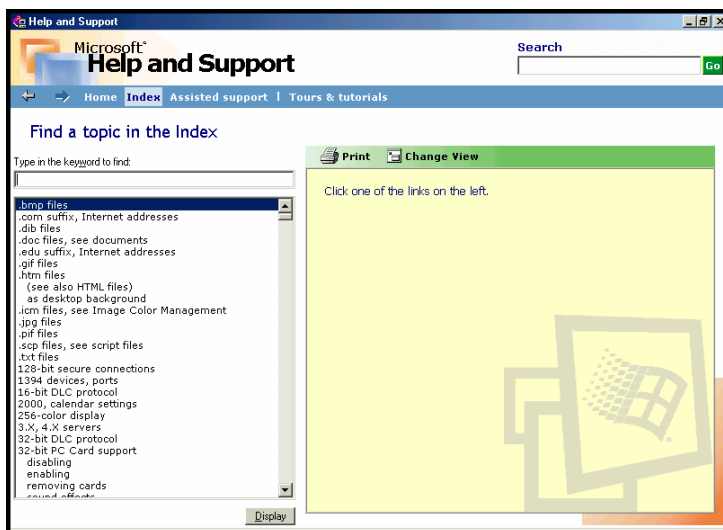 Help and Support
Microsoft®
Help and Support
Search
Go
Home Index Assisted support | Tours & tutorials
Find a topic in the Index
Type in the keyword to find:
Print Change View
Click one of the links on the left.
.bmp files
.com suffix, Internet addresses
.dib files
.doc files, see documents
.edu suffix, Internet addresses
.gif files
.htm files
(see also HTML files)
as desktop background
.icm files, see Image Color Management
.jpg files
.pif files
.scp files, see script files
.txt files
128-bit secure connections
1394 devices, ports
16-bit DLC protocol
2000, calendar settings
256-color display
3.X, 4.X servers
32-bit DLC protocol
32-bit PC Card support
disabling
enabling
removing cards
sound effects
Display